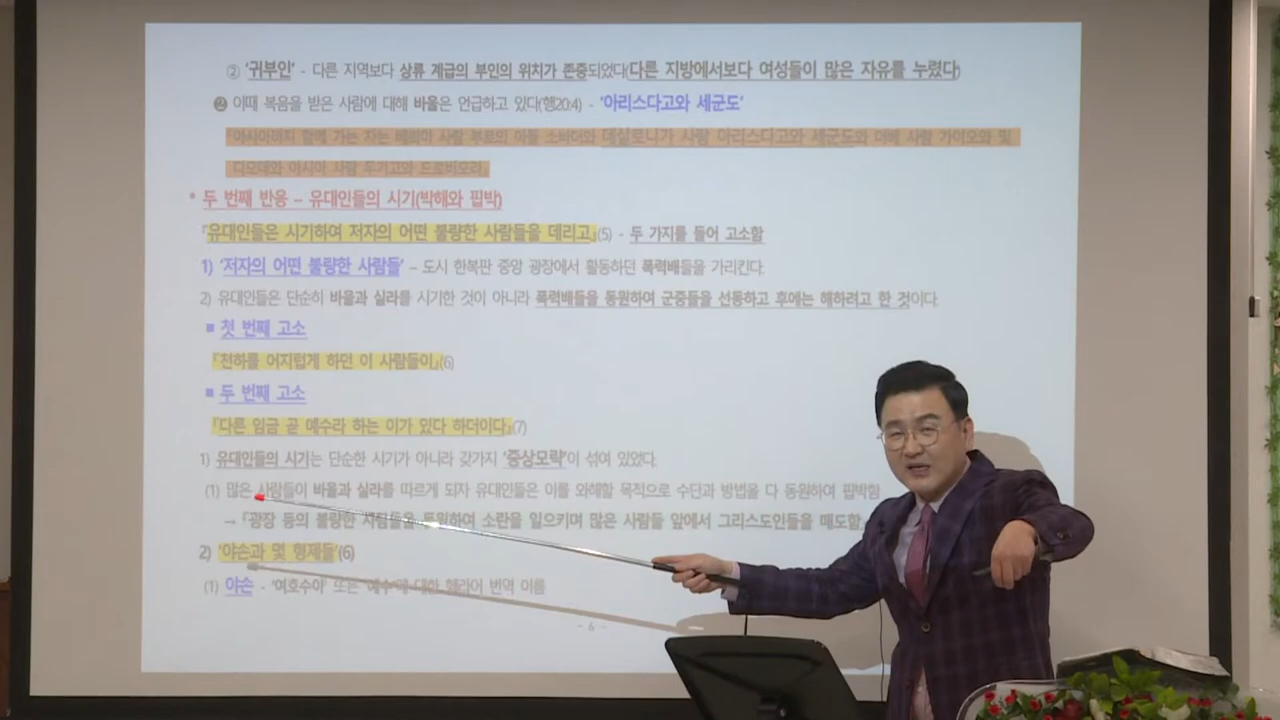 ② '귀부인' - 다른 지역보다 상류 계급의 부인의 위치가 존중되었다(다른 지방에서보다 여성들이 많은 자유를 누렸다)
❷ 이때 복음을 받은 사람에 대해 바울은 언급하고 있다(행20:4) - '아리스다고와 세군도'
『아시아까지 함께 가는 자는 베뢰아 사람 부로의 아들 소바더와 데살로니가 사람 아리스다고와 세군도와 더베 사람 가이오와 및
디모데와 아시아 사람 두기고와 드로비모라』
* 두 번째 반응 – 유대인들의 시기(박해와 핍박)
『유대인들은 시기하여 저자의 어떤 불량한 사람들을 데리고』(5) - 두 가지를 들어 고소함
1) '저자의 어떤 불량한 사람들' – 도시 한복판 중앙 광장에서 활동하던 폭력배들을 가리킨다.
2) 유대인들은 단순히 바울과 실라를 시기한 것이 아니라 폭력배들을 동원하여 군중들을 선동하고 후에는 해하려고 한 것이다.
■ 첫 번째 고소
『천하를 어지럽게 하던 이 사람들이』(6)
■ 두 번째 고소
『다른 임금 곧 예수라 하는 이가 있다 하더이다』(7)
1) 유대인들의 시기는 단순한 시기가 아니라 갖가지 '중상모략'이 섞여 있었다.
(1) 많은 사람들이 바울과 실라를 따르게 되자 유대인들은 이를 와해할 목적으로 수단과 방법을 다 동원하여 핍박함
→ 『광장 등의 불량한 사람들을 동원하여 소란을 일으키며 많은 사람들 앞에서 그리스도인들을 매도함
2) '야손과 몇 형제들'(6)
(1) 야손 - '여호수아' 또는 '예수'에 대한 헬라어 번역 이름
- 6 -